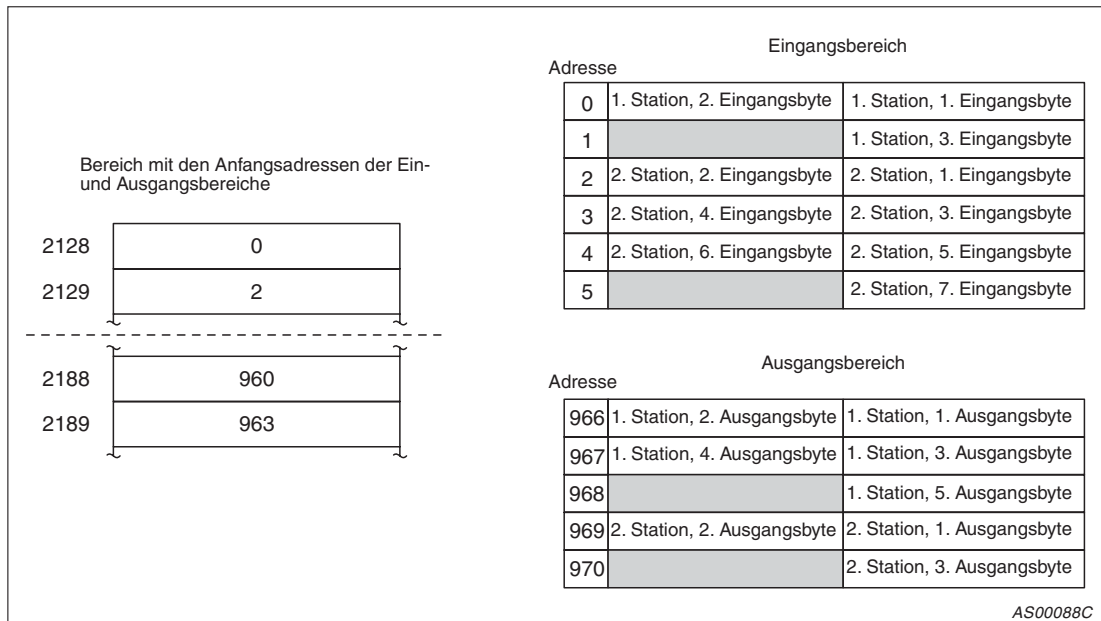 Bereich mit den Anfangsadressen der Ein-
und Ausgangsbereiche
2128 0
2129 2
2188 960
2189 963
Eingangsbereich
Adresse
0 1. Station, 2. Eingangsbyte 1. Station, 1. Eingangsbyte
1 1. Station, 3. Eingangsbyte
2 2. Station, 2. Eingangsbyte 2. Station, 1. Eingangsbyte
3 2. Station, 4. Eingangsbyte 2. Station, 3. Eingangsbyte
4 2. Station, 6. Eingangsbyte 2. Station, 5. Eingangsbyte
5 2. Station, 7. Eingangsbyte
Ausgangsbereich
Adresse
966 1. Station, 2. Ausgangsbyte 1. Station, 1. Ausgangsbyte
967 1. Station, 4. Ausgangsbyte 1. Station, 3. Ausgangsbyte
968 1. Station, 5. Ausgangsbyte
969 2. Station, 2. Ausgangsbyte 2. Station, 1. Ausgangsbyte
970 2. Station, 3. Ausgangsbyte
AS00088C